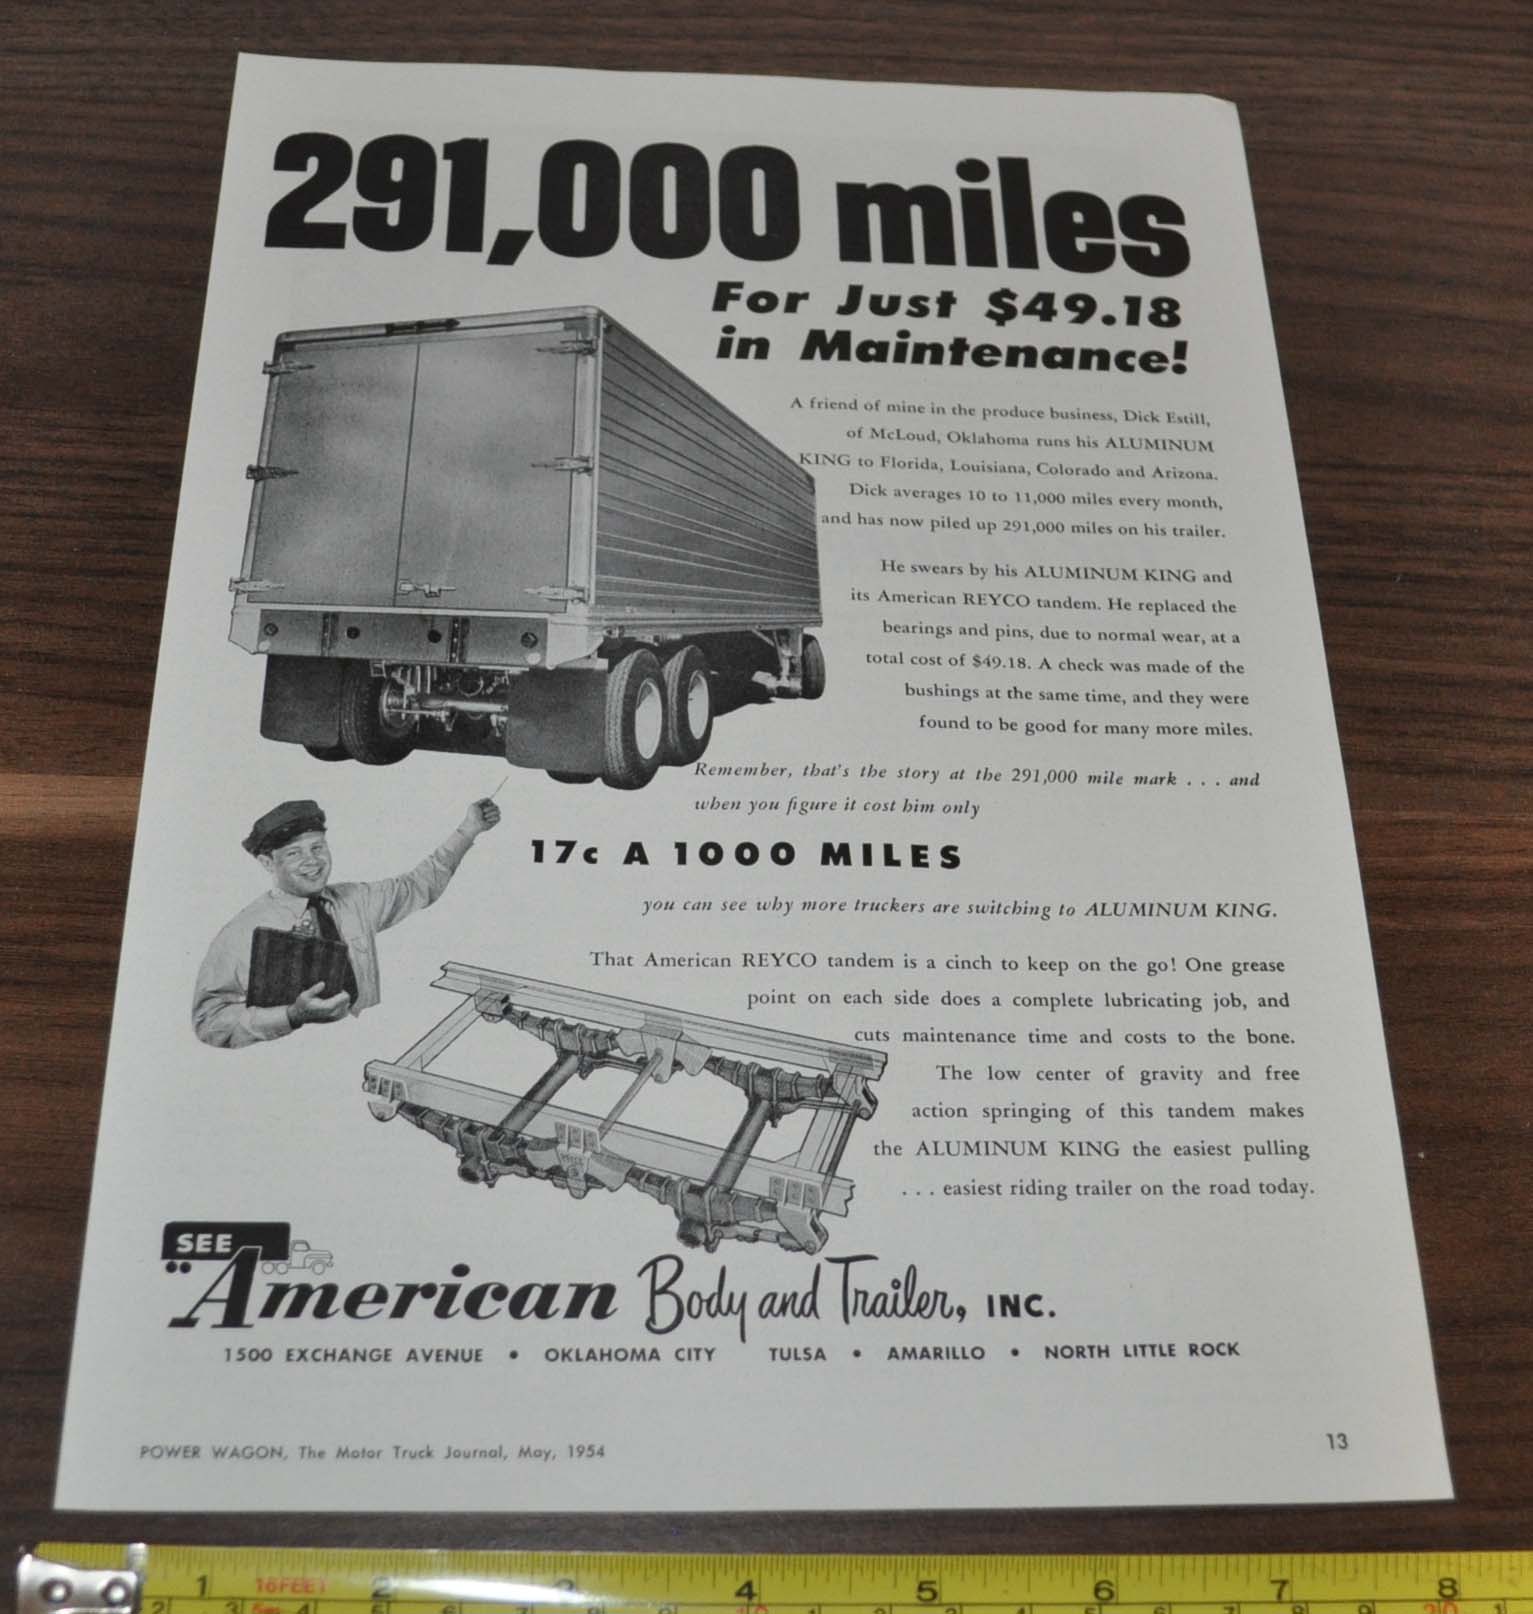 291,000 miles
For Just $49.18
in Maintenance!
A friend of mine in the produce business, Dick Estill,
of McLoud, Oklahoma runs his ALUMINUM
KING to Florida, Louisiana, Colorado and Arizona.
Dick averages 10 to 11,000 miles every month,
and has now piled up 291,000 miles on his trailer.
He swears by his ALUMINUM KING and
its American REYCO tandem. He replaced the
bearings and pins, due to normal wear, at a
total cost of $49.18. A check was made of the
bushings at the same time, and they were
found to be good for many more miles.
Remember, that's the story at the 291,000 mile mark . . . and
when you figure it cost him only
17c A 1000 MILES
you can see why more truckers are switching to ALUMINUM KING.
That American REYCO tandem is a cinch to keep on the go! One grease
point on each side does a complete lubricating job, and
cuts maintenance time and costs to the bone.
The low center of gravity and free
action springing of this tandem makes
the ALUMINUM KING the easiest pulling
. . . easiest riding trailer on the road today.
SEE
American Body and Trailer, INC.
1500 EXCHANGE AVENUE • OKLAHOMA CITY TULSA • AMARILLO • NORTH LITTLE ROCK
POWER WAGON, The Motor Truck Journal, May, 1954
13
1 16FEET 2 3 4 5 6 7 8